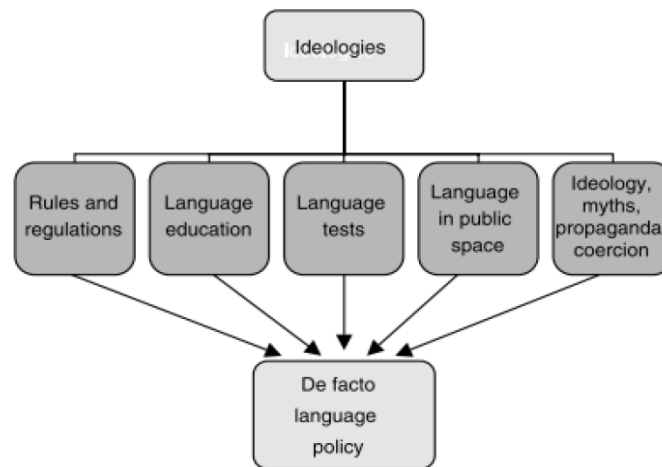 Ideologies
Rules and
regulations
Language
education
Language
tests
Language
in public
space
Ideology,
myths,
propaganda
coercion
De facto
language
policy